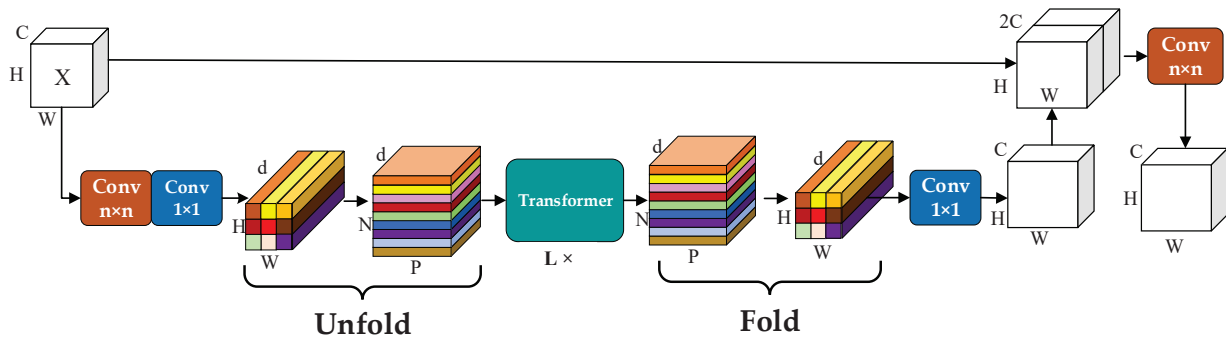 C
H
X
W
Conv
n×n
Conv
1×1
d
H
W
Unfold
d
N
P
Transformer
L ×
d
N
P
Fold
d
H
W
Conv
1×1
C
H
W
2C
H
W
Conv
n×n
C
H
W